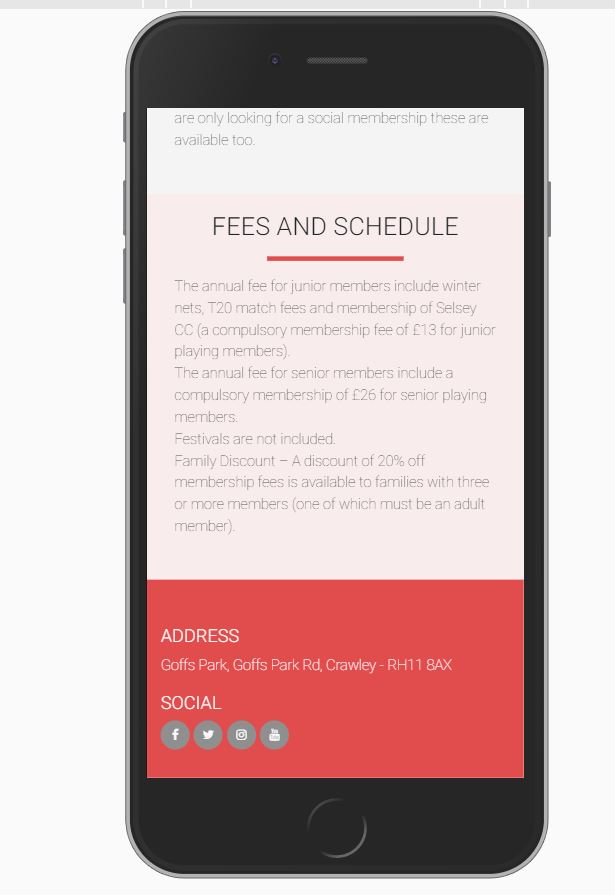 are only looking for a social membership these are
available too.
FEES AND SCHEDULE
The annual fee for junior members include winter
nets, T20 match fees and membership of Selsey
CC (a compulsory membership fee of £13 for junior
playing members).
The annual fee for senior members include a
compulsory membership of £26 for senior playing
members.
Festivals are not included.
Family Discount – A discount of 20% off
membership fees is available to families with three
or more members (one of which must be an adult
member).
ADDRESS
Goffs Park, Goffs Park Rd, Crawley - RH11 8AX
SOCIAL